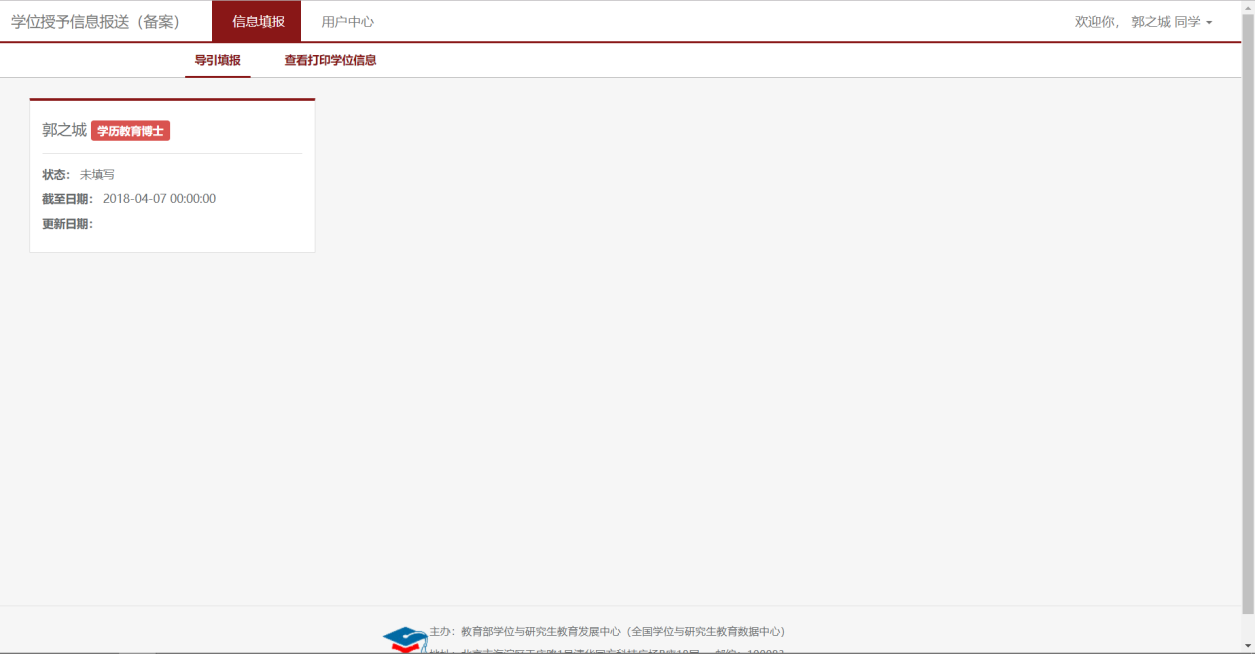 学位授予信息报送（备案） 信息填报 用户中心 欢迎你， 郭之城 同学
导引填报 查看打印学位信息
郭之城 学历教育博士
状态： 未填写
截至日期： 2018-04-07 00:00:00
更新日期：
主办：教育部学位与研究生教育发展中心（全国学位与研究生教育数据中心）